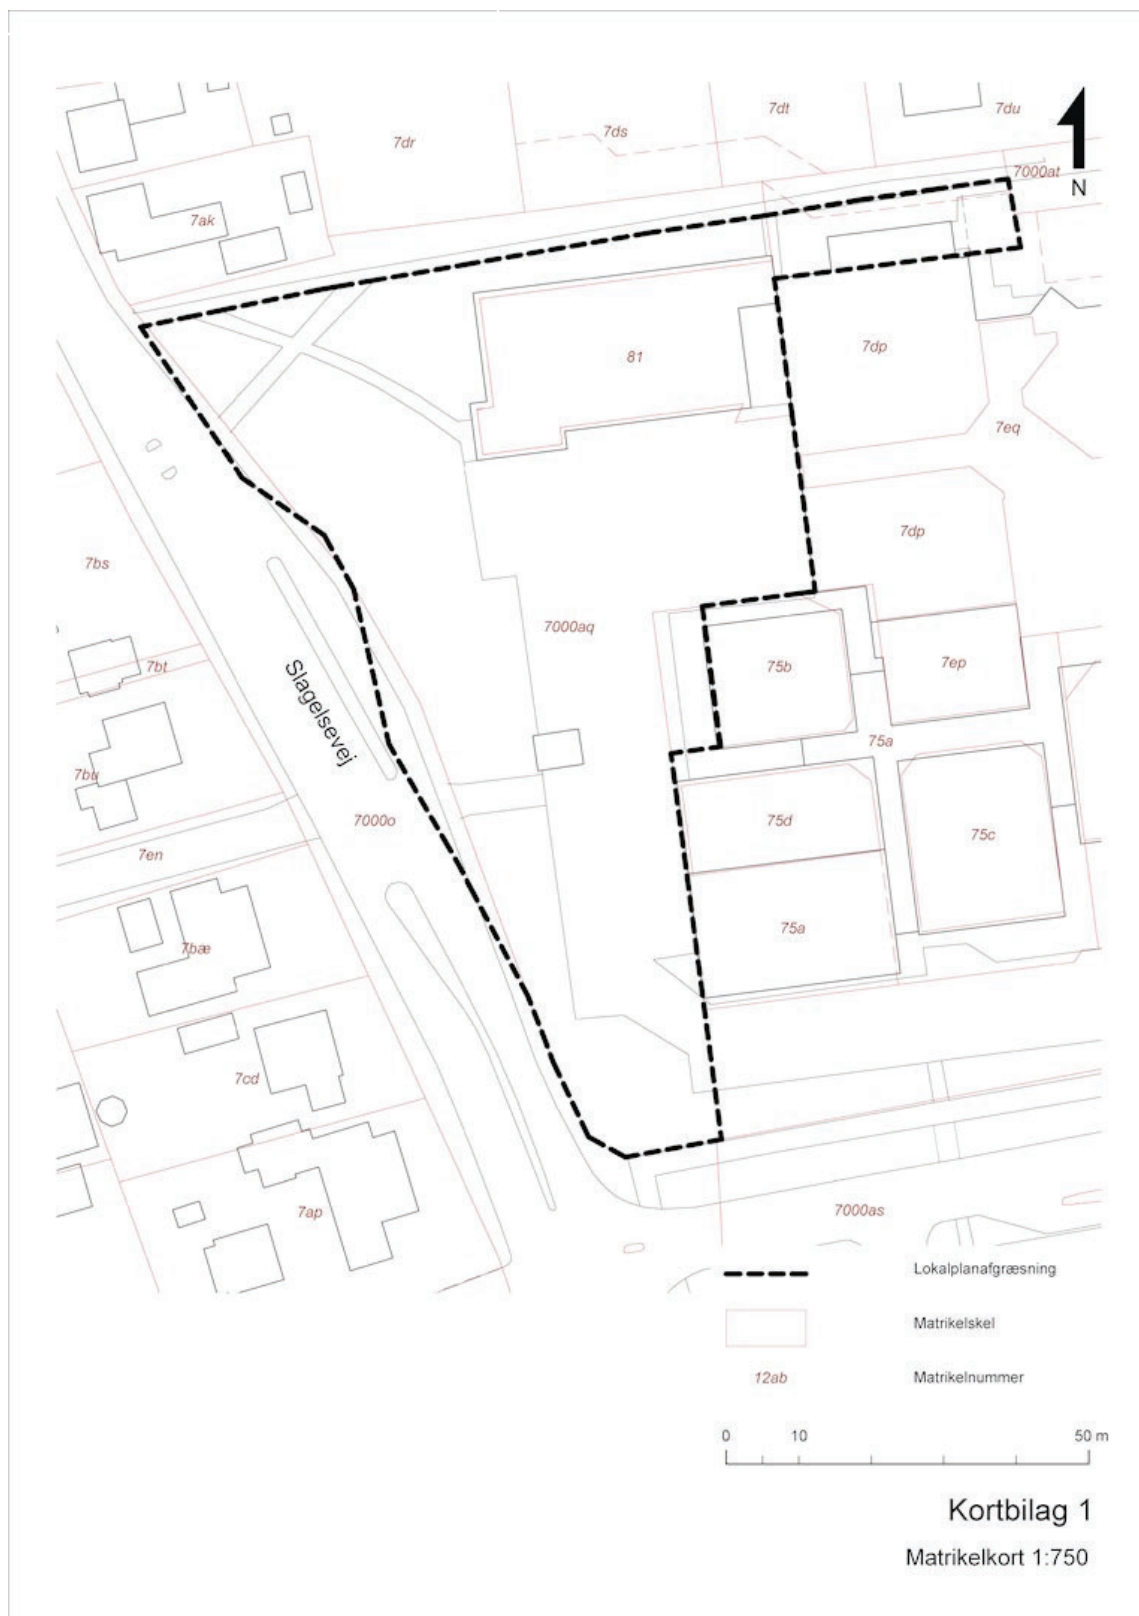 7dt
7du
7ds
7dr
7000at
N
7ak
81
7dp
7eq
7dp
7bs
7000aq
7bt
75b
7ep
Slagelsevej
75a
7bu
7000o
75d
75c
7en
75a
7bæ
7cd
7ap
7000as
Lokalplanafgræsning
Matrikelskel
12ab
Matrikelnummer
0 10 50 m
Kortbilag 1
Matrikelkort 1:750